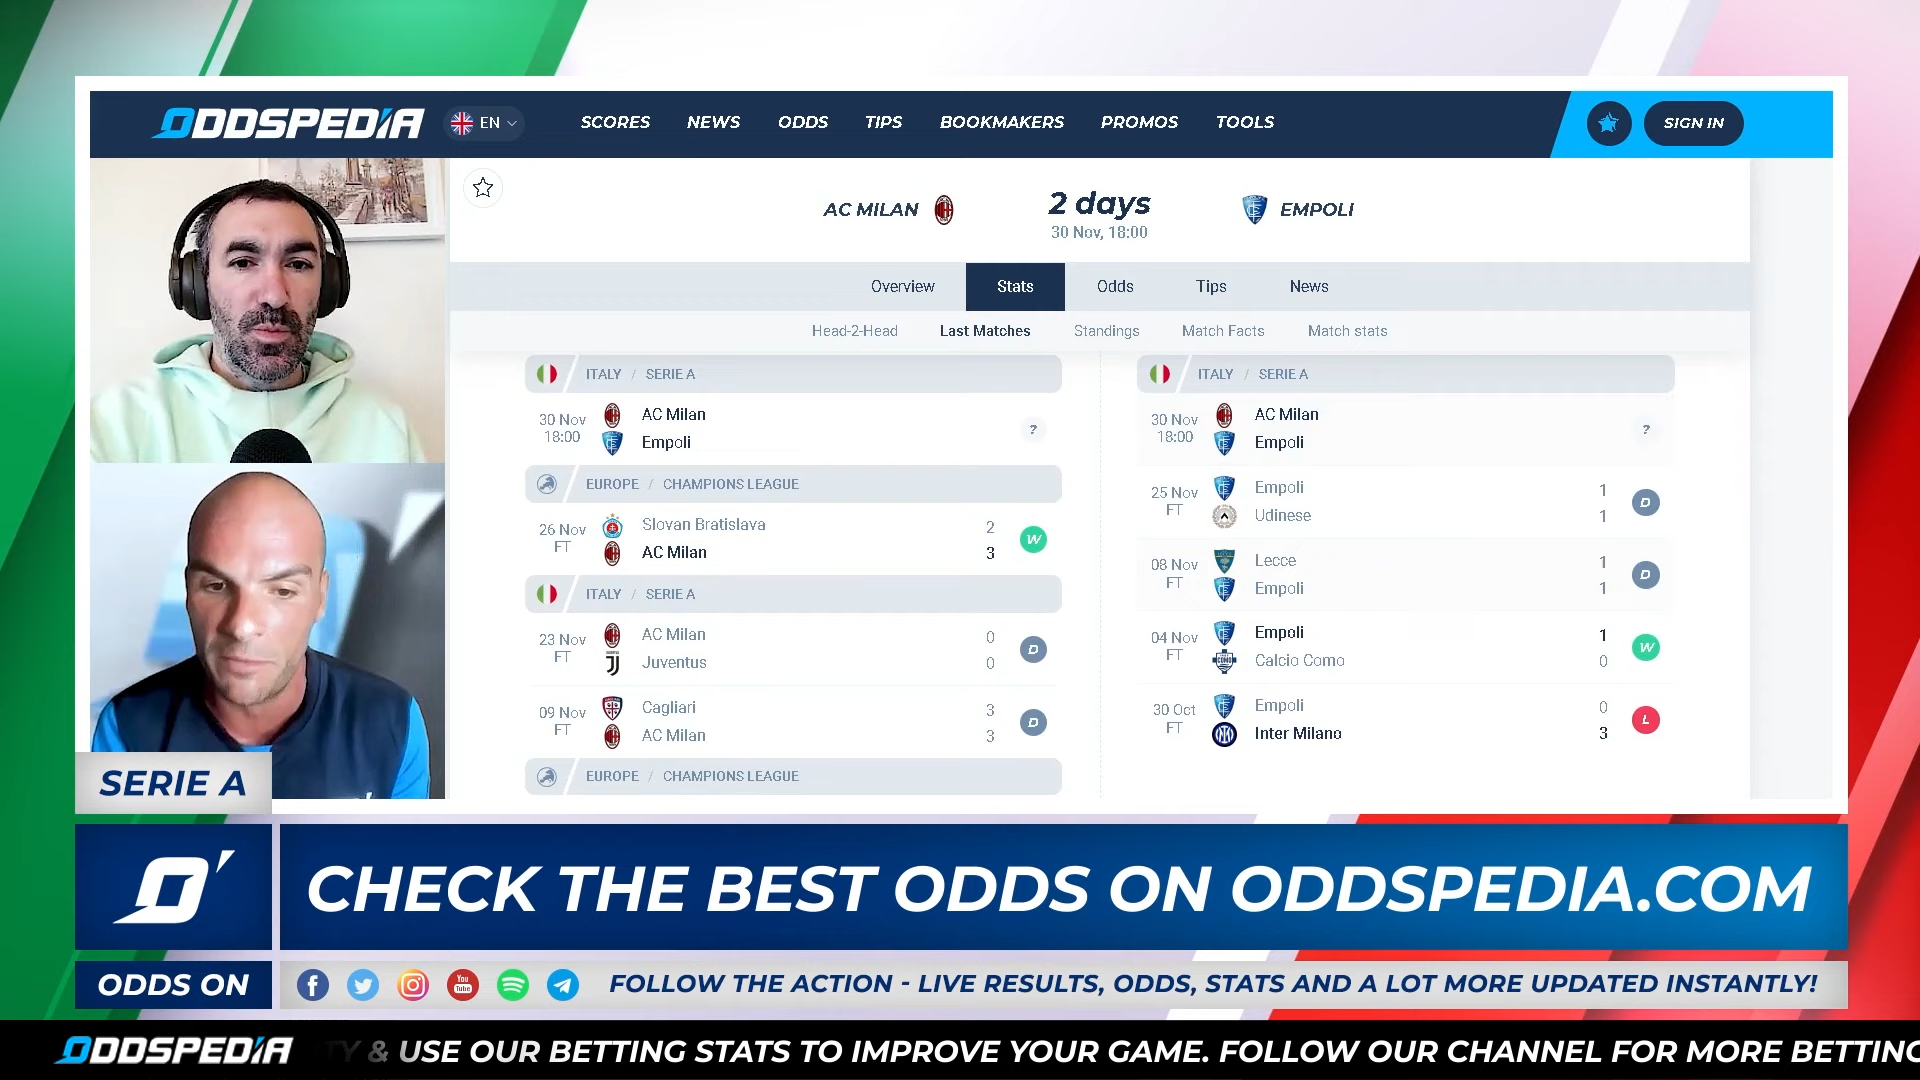 ODDSPEDIA EN SCORES NEWS ODDS TIPS BOOKMAKERS PROMOS TOOLS SIGN IN
AC MILAN 2 days EMPOLI
30 Nov, 18:00
Overview Stats Odds Tips News
Head-2-Head Last Matches Standings Match Facts Match stats
ITALY / SERIE A
30 Nov
18:00
AC Milan
Empoli
?
EUROPE / CHAMPIONS LEAGUE
26 Nov
FT
Slovan Bratislava 2
AC Milan 3
W
ITALY / SERIE A
23 Nov
FT
AC Milan 0
Juventus 0
D
09 Nov
FT
Cagliari 3
AC Milan 3
D
EUROPE / CHAMPIONS LEAGUE
ITALY / SERIE A
30 Nov
18:00
AC Milan
Empoli
?
25 Nov
FT
Empoli 1
Udinese 1
D
08 Nov
FT
Lecce 1
Empoli 1
D
04 Nov
FT
Empoli 1
Calcio Como 0
W
30 Oct
FT
Empoli 0
Inter Milano 3
L
SERIE A
CHECK THE BEST ODDS ON ODDSPEDIA.COM
ODDS ON
You Tube
FOLLOW THE ACTION - LIVE RESULTS, ODDS, STATS AND A LOT MORE UPDATED INSTANTLY!
ODDSPEDIA TY & USE OUR BETTING STATS TO IMPROVE YOUR GAME. FOLLOW OUR CHANNEL FOR MORE BETTING